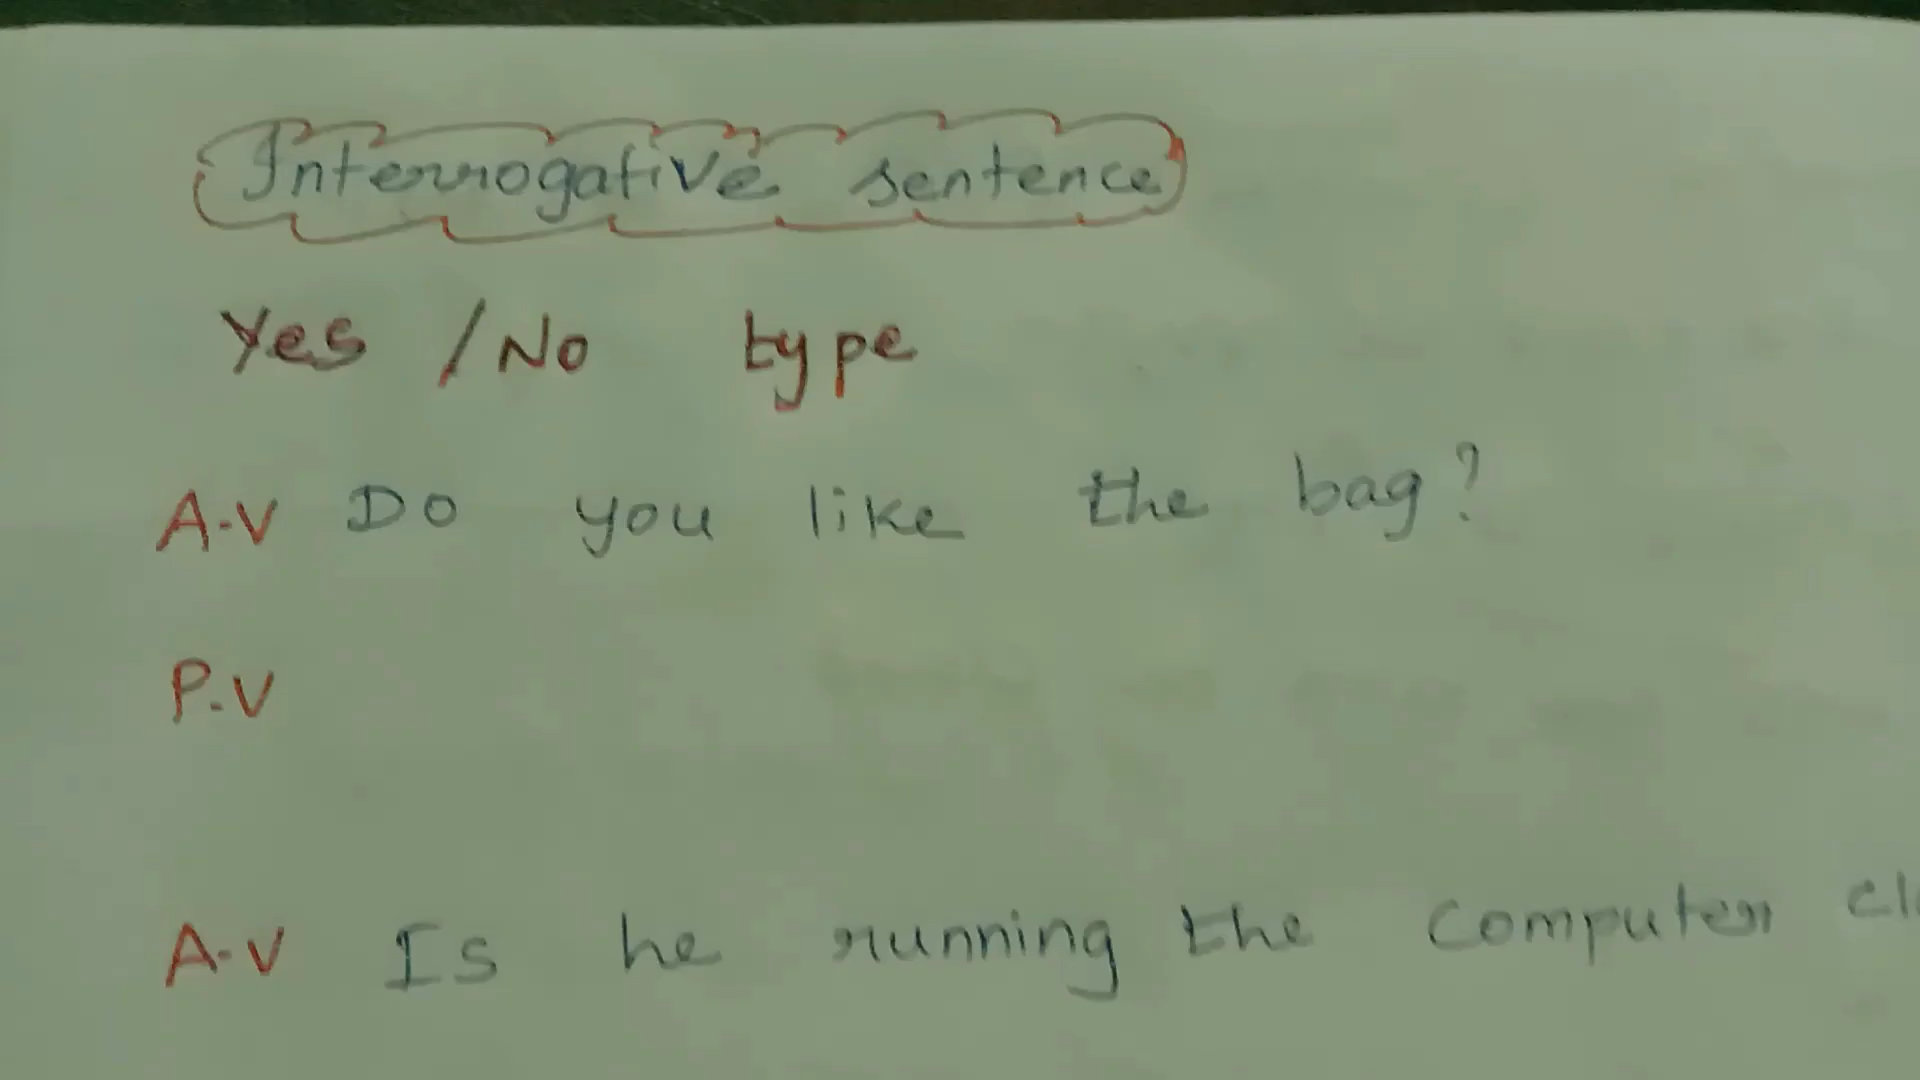 Interrogative sentence
Yes / No type
A.V Do you like the bag?
P.V
A.V Is he running the computer